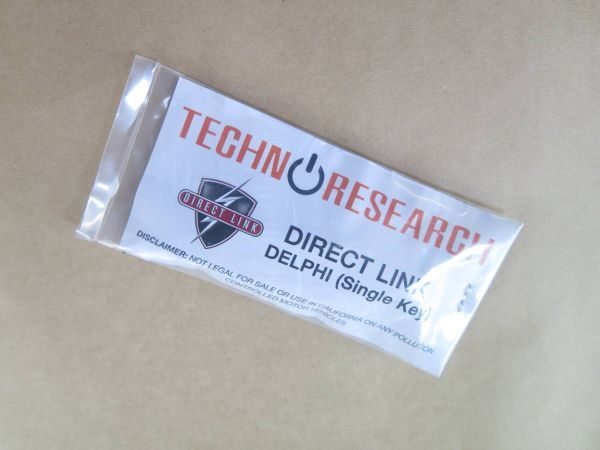 TECHNORESEARCH
DIRECT LINK
DIRECT LINK
DELPHI (Single Key)
DISCLAIMER: NOT LEGAL FOR SALE OR USE IN CALIFORNIA ON ANY POLLUTION
CONTROLLED MOTOR VEHICLES